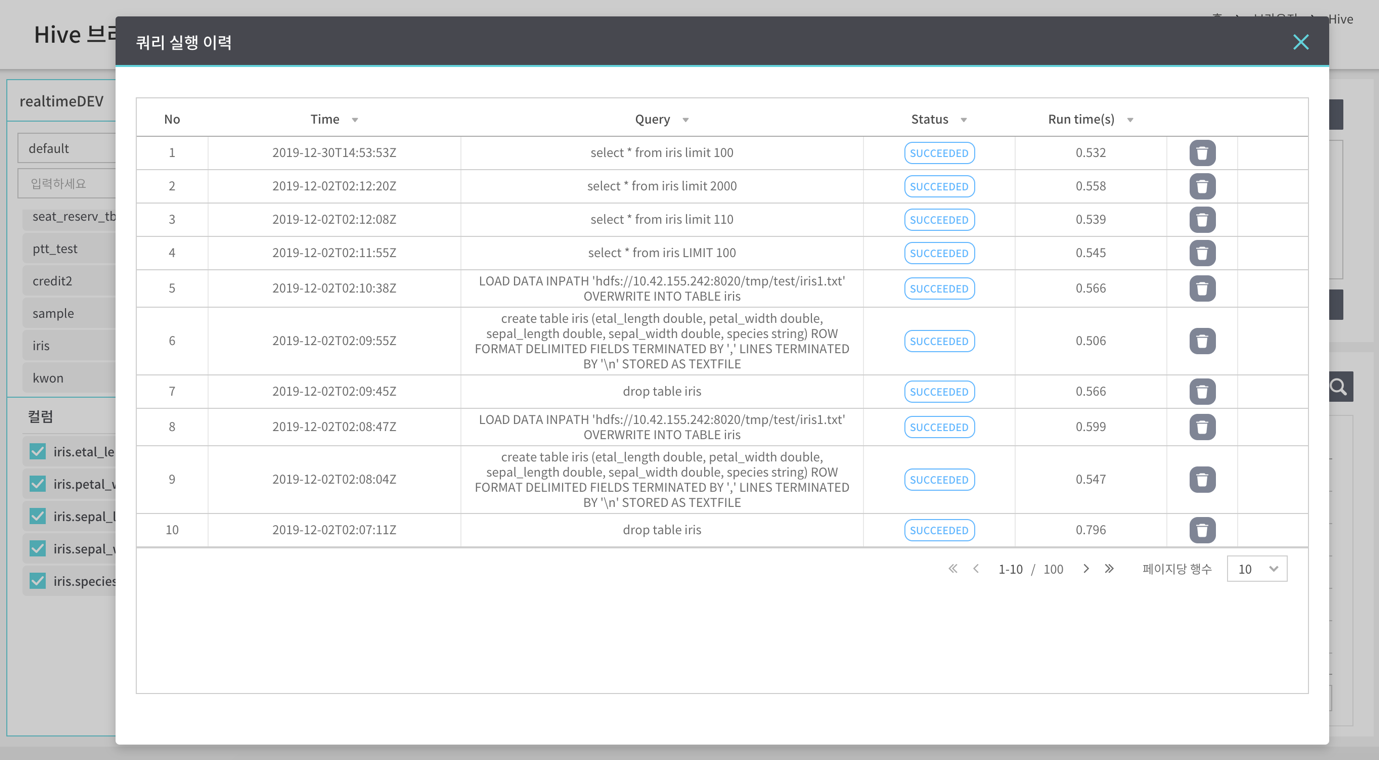 Hive
Hive
쿼리 실행 이력
realtimeDEV
default
입력하세요
seat_reserv_tb
ptt_test
credit2
sample
iris
kwon
컬럼
iris.etal_le
iris.petal_w
iris.sepal_l
iris.sepal_w
iris.species
No Time Query Status Run time(s)
1 2019-12-30T14:53:53Z select * from iris limit 100 SUCCEEDED 0.532
2 2019-12-02T02:12:20Z select * from iris limit 2000 SUCCEEDED 0.558
3 2019-12-02T02:12:08Z select * from iris limit 110 SUCCEEDED 0.539
4 2019-12-02T02:11:55Z select * from iris LIMIT 100 SUCCEEDED 0.545
5 2019-12-02T02:10:38Z LOAD DATA INPATH 'hdfs://10.42.155.242:8020/tmp/test/iris1.txt'
OVERWRITE INTO TABLE iris SUCCEEDED 0.566
6 2019-12-02T02:09:55Z create table iris (etal_length double, petal_width double,
sepal_length double, sepal_width double, species string) ROW
FORMAT DELIMITED FIELDS TERMINATED BY ',' LINES TERMINATED
BY '\n' STORED AS TEXTFILE SUCCEEDED 0.506
7 2019-12-02T02:09:45Z drop table iris SUCCEEDED 0.566
8 2019-12-02T02:08:47Z LOAD DATA INPATH 'hdfs://10.42.155.242:8020/tmp/test/iris1.txt'
OVERWRITE INTO TABLE iris SUCCEEDED 0.599
9 2019-12-02T02:08:04Z create table iris (etal_length double, petal_width double,
sepal_length double, sepal_width double, species string) ROW
FORMAT DELIMITED FIELDS TERMINATED BY ',' LINES TERMINATED
BY '\n' STORED AS TEXTFILE SUCCEEDED 0.547
10 2019-12-02T02:07:11Z drop table iris SUCCEEDED 0.796
1-10 / 100 페이지당 행수 10